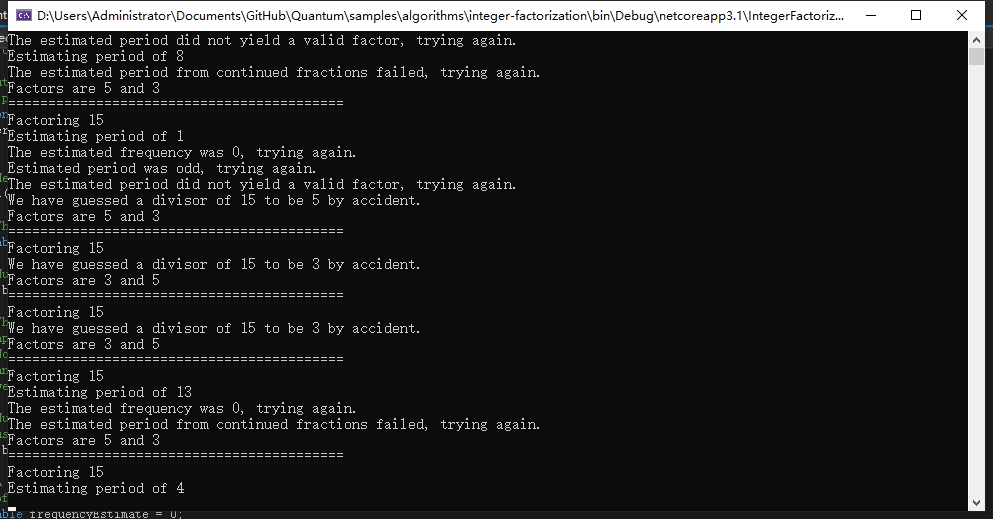 D:\Users\Administrator\Documents\GitHub\Quantum\samples\algorithms\integer-factorization\bin\Debug\netcoreapp3.1\IntegerFactoriz...
The estimated period did not yield a valid factor, trying again.
Estimating period of 8
The estimated period from continued fractions failed, trying again.
Factors are 5 and 3
==========================================
Factoring 15
Estimating period of 1
The estimated frequency was 0, trying again.
Estimated period was odd, trying again.
The estimated period did not yield a valid factor, trying again.
We have guessed a divisor of 15 to be 5 by accident.
Factors are 5 and 3
==========================================
Factoring 15
We have guessed a divisor of 15 to be 3 by accident.
Factors are 3 and 5
==========================================
Factoring 15
We have guessed a divisor of 15 to be 3 by accident.
Factors are 3 and 5
==========================================
Factoring 15
Estimating period of 13
The estimated frequency was 0, trying again.
The estimated period from continued fractions failed, trying again.
Factors are 5 and 3
==========================================
Factoring 15
Estimating period of 4
frequencyEstimate = 0;